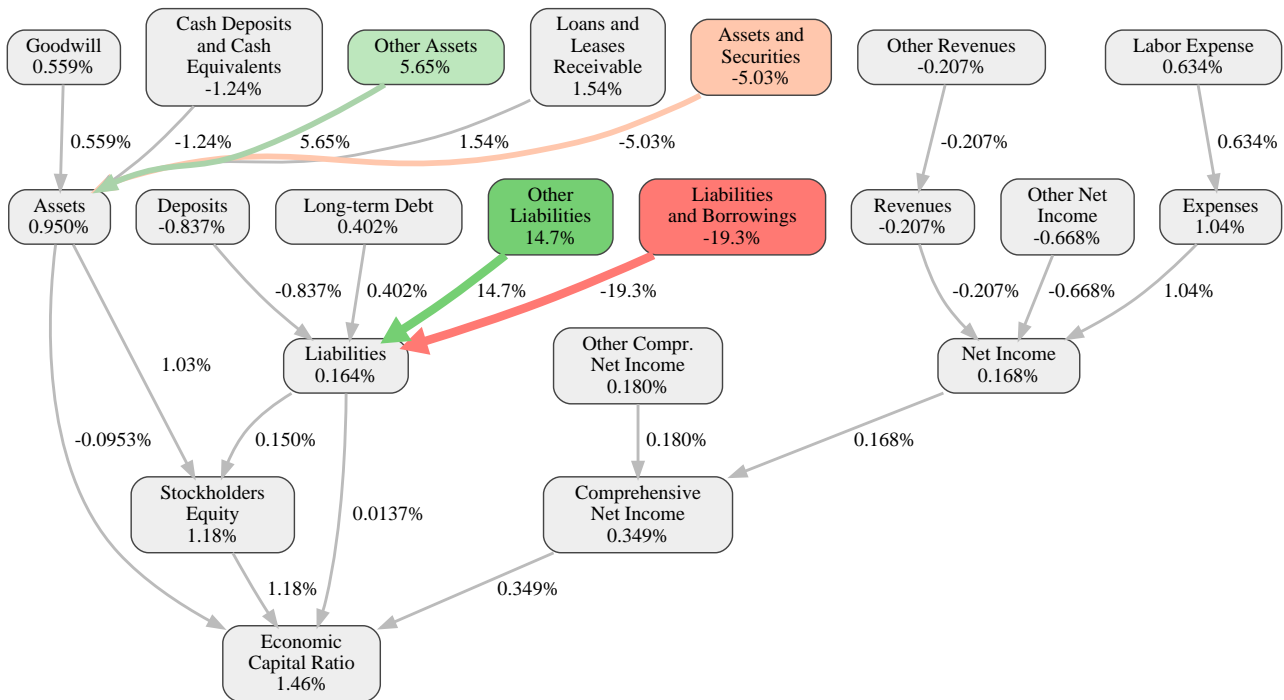 Goodwill
0.559%
Cash Deposits
and Cash
Equivalents
-1.24%
Other Assets
5.65%
Loans and
Leases
Receivable
1.54%
Assets and
Securities
-5.03%
Other Revenues
-0.207%
Labor Expense
0.634%
0.559%
-1.24%
5.65%
1.54%
-5.03%
-0.207%
0.634%
Assets
0.950%
Deposits
-0.837%
Long-term Debt
0.402%
Other
Liabilities
14.7%
Liabilities
and Borrowings
-19.3%
Revenues
-0.207%
Other Net
Income
-0.668%
Expenses
1.04%
-0.837%
0.402%
14.7%
-19.3%
-0.207%
-0.668%
1.04%
1.03%
Liabilities
0.164%
Other Compr.
Net Income
0.180%
Net Income
0.168%
-0.0953%
0.150%
0.180%
0.168%
Stockholders
Equity
1.18%
0.0137%
Comprehensive
Net Income
0.349%
1.18%
0.349%
Economic
Capital Ratio
1.46%